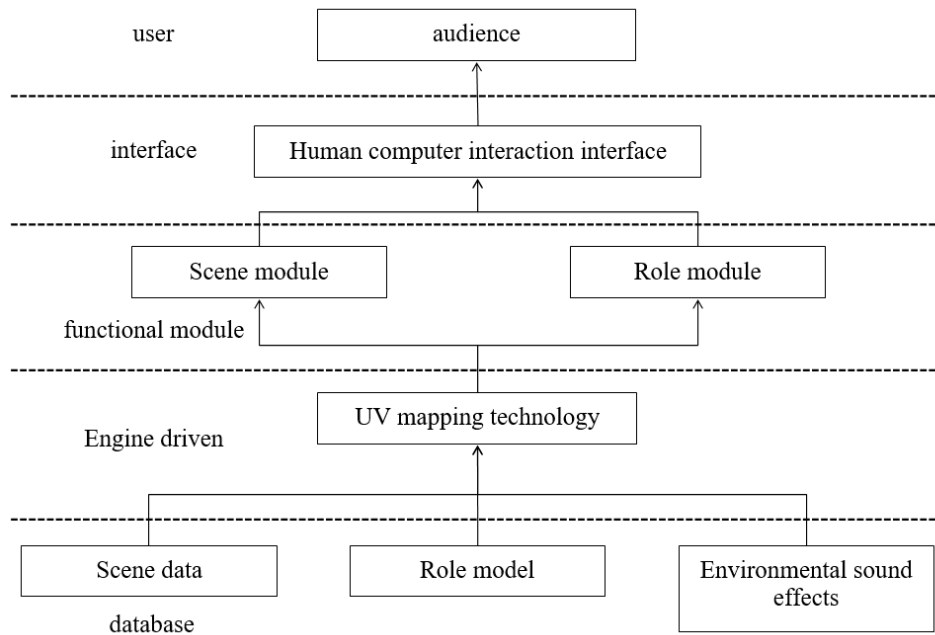 user
audience
interface
Human computer interaction interface
Scene module
Role module
functional module
UV mapping technology
Engine driven
Scene data
Role model
Environmental sound
effects
database